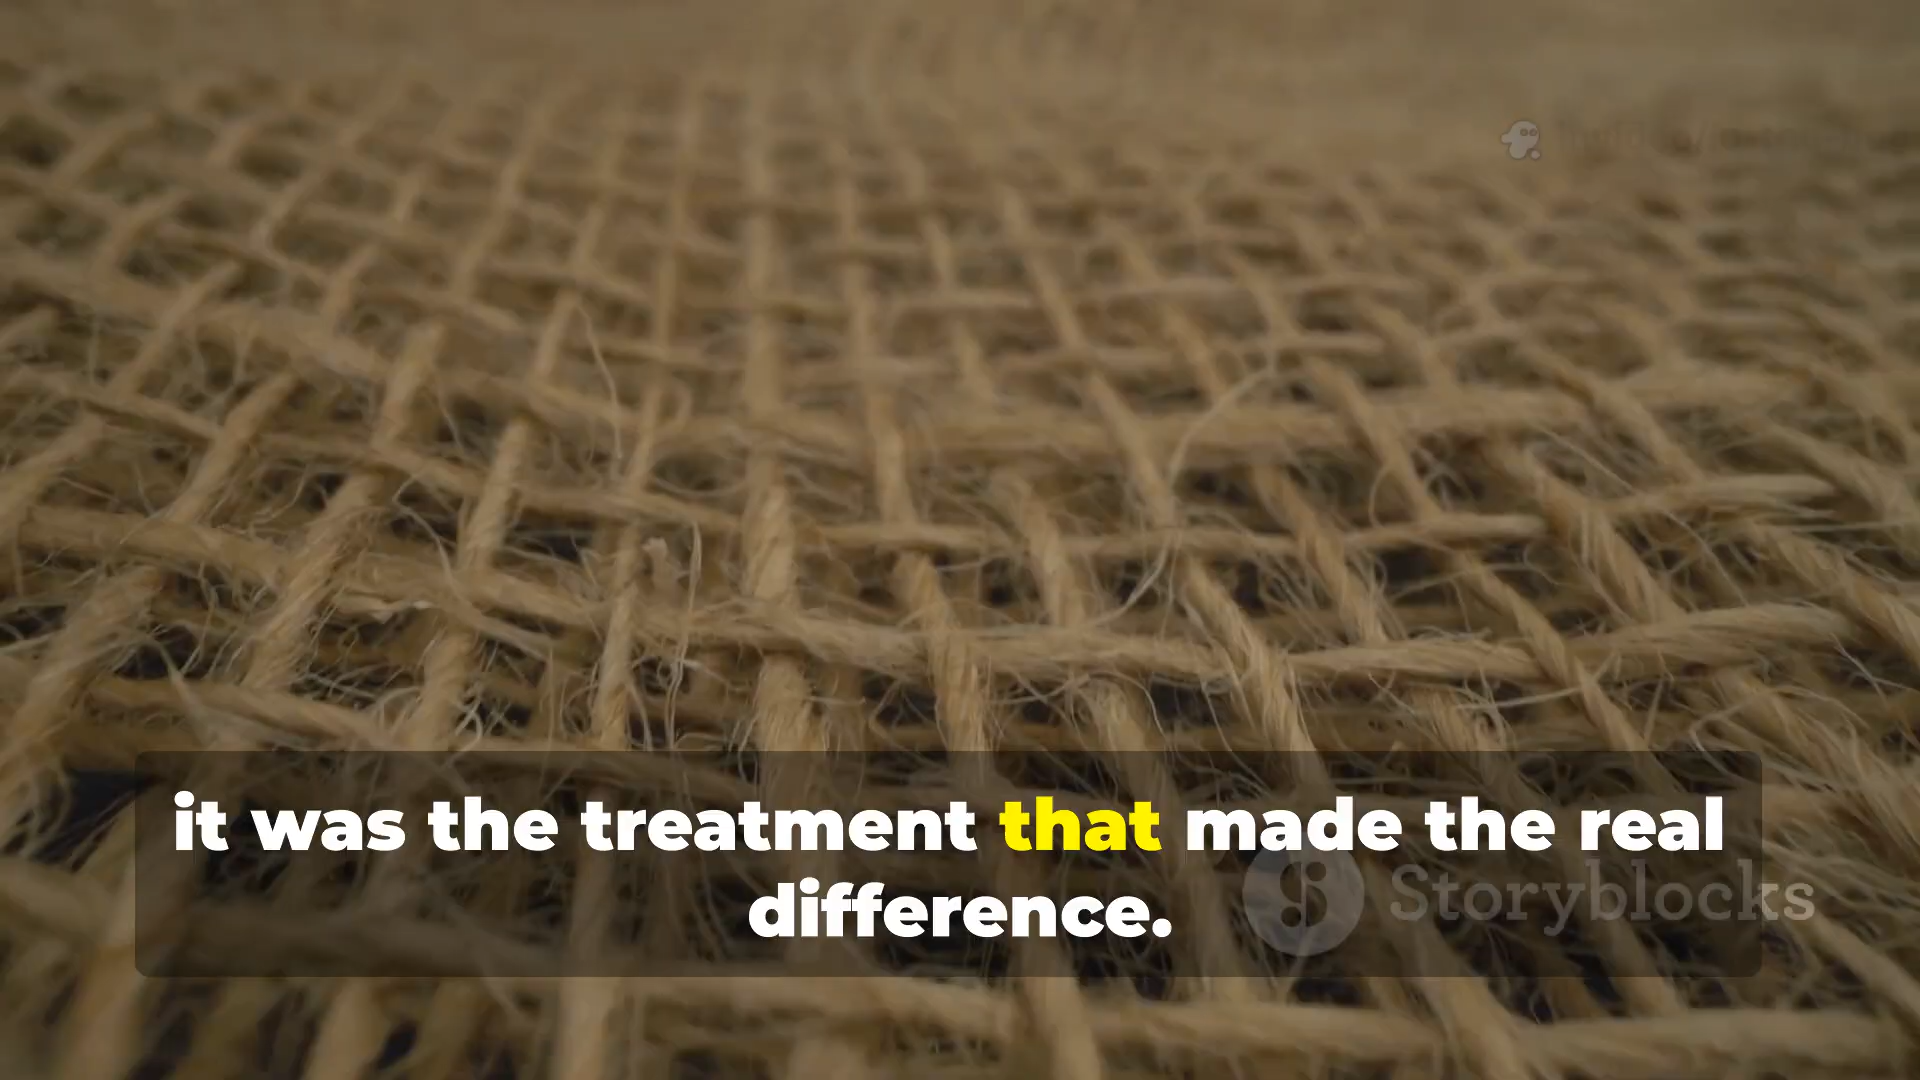 it was the treatment that made the real
difference.
Storyblocks